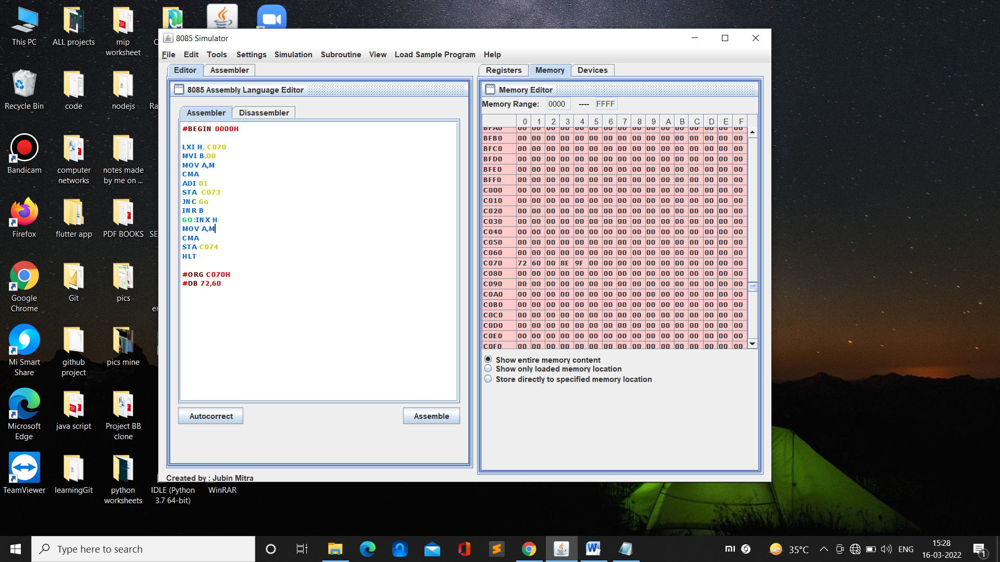 This PC
ALL projects
mip
worksheet
Recycle Bin
code
nodejs
Ra
Bandicam
computer
networks
notes made
by me on ...
Firefox
flutter app
PDF BOOKS
SE
Google
Chrome
Git
pics
er
Mi Smart
Share
github
project
pics mine
Microsoft
Edge
java script
Project BB
clone
TeamViewer
learningGit
python
worksheets
IDLE (Python
3.7 64-bit)
WinRAR
8085 Simulator
File Edit Tools Settings Simulation Subroutine View Load Sample Program Help
Editor Assembler
8085 Assembly Language Editor
Assembler Disassembler
#BEGIN 0000H
LXI H, C070
MVI B,00
MOV A,M
CMA
ADI 01
STA C073
JNC Go
INR B
GO:INX H
MOV A,M
CMA
STA C074
HLT
#ORG C070H
#DB 72,60
Autocorrect Assemble
Created by : Jubin Mitra
Registers Memory Devices
Memory Editor
Memory Range: 0000 ---- FFFF
0 1 2 3 4 5 6 7 8 9 A B C D E F
BFA0 00 00 00 00 00 00 00 00 00 00 00 00 00 00 00 00
BFB0 00 00 00 00 00 00 00 00 00 00 00 00 00 00 00 00
BFC0 00 00 00 00 00 00 00 00 00 00 00 00 00 00 00 00
BFD0 00 00 00 00 00 00 00 00 00 00 00 00 00 00 00 00
BFE0 00 00 00 00 00 00 00 00 00 00 00 00 00 00 00 00
BFF0 00 00 00 00 00 00 00 00 00 00 00 00 00 00 00 00
C000 00 00 00 00 00 00 00 00 00 00 00 00 00 00 00 00
C010 00 00 00 00 00 00 00 00 00 00 00 00 00 00 00 00
C020 00 00 00 00 00 00 00 00 00 00 00 00 00 00 00 00
C030 00 00 00 00 00 00 00 00 00 00 00 00 00 00 00 00
C040 00 00 00 00 00 00 00 00 00 00 00 00 00 00 00 00
C050 00 00 00 00 00 00 00 00 00 00 00 00 00 00 00 00
C060 00 00 00 00 00 00 00 00 00 00 00 00 00 00 00 00
C070 72 60 00 8E 9F 00 00 00 00 00 00 00 00 00 00 00
C080 00 00 00 00 00 00 00 00 00 00 00 00 00 00 00 00
C090 00 00 00 00 00 00 00 00 00 00 00 00 00 00 00 00
C0A0 00 00 00 00 00 00 00 00 00 00 00 00 00 00 00 00
C0B0 00 00 00 00 00 00 00 00 00 00 00 00 00 00 00 00
C0C0 00 00 00 00 00 00 00 00 00 00 00 00 00 00 00 00
C0D0 00 00 00 00 00 00 00 00 00 00 00 00 00 00 00 00
C0E0 00 00 00 00 00 00 00 00 00 00 00 00 00 00 00 00
C0F0 00 00 00 00 00 00 00 00 00 00 00 00 00 00 00 00
Show entire memory content
Show only loaded memory location
Store directly to specified memory location
Type here to search
35°C
ENG
15:28
16-03-2022
1